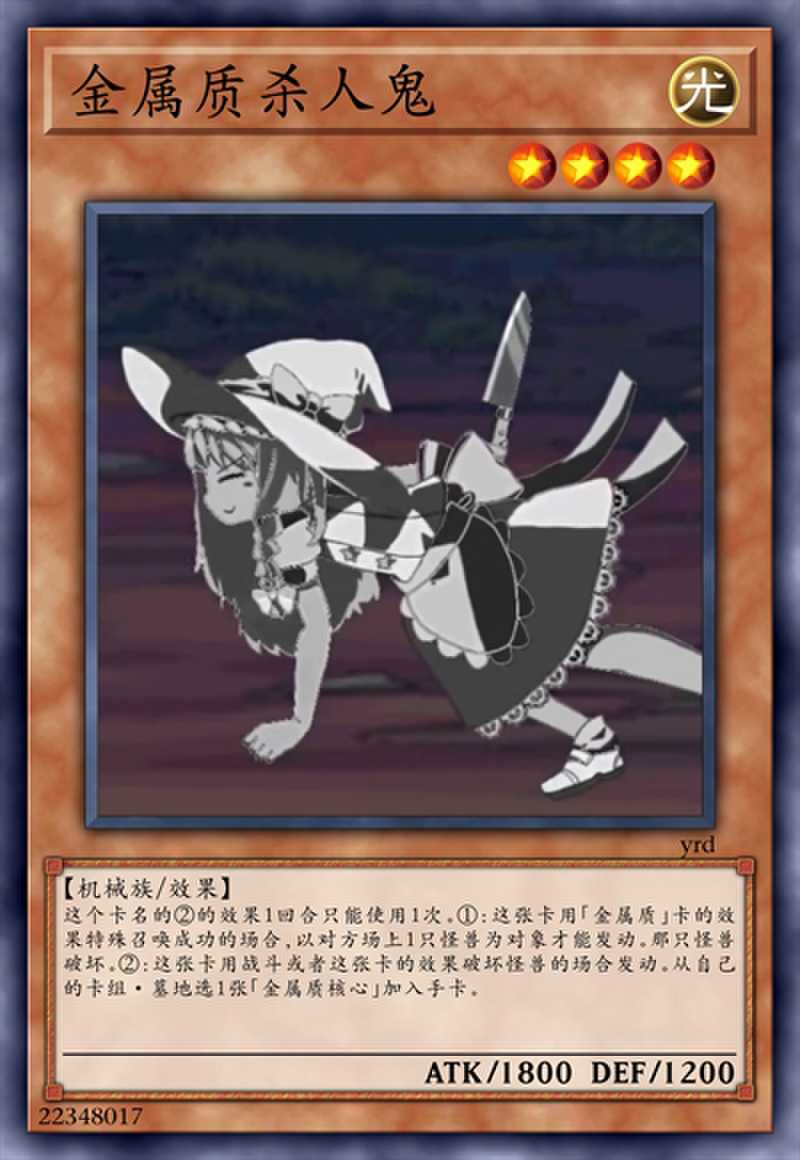 金属质杀人鬼
光
yrd
【机械族/效果】
这个卡名的②的效果1回合只能使用1次。①:这张卡用「金属质」卡的效
果特殊召唤成功的场合,以对方场上1只怪兽为对象才能发动。那只怪兽
破坏。②:这张卡用战斗或者这张卡的效果破坏怪兽的场合发动。从自己
的卡组·墓地选1张「金属质核心」加入手卡。
ATK/1800 DEF/1200
22348017